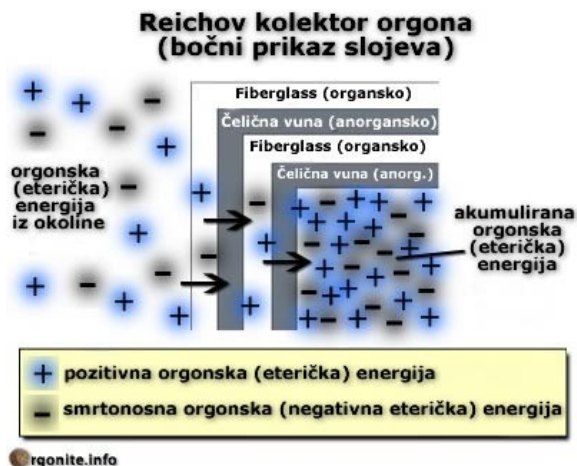 Reichov kolektor orgona
(bočni prikaz slojeva)
Fiberglass (organsko)
Čelična vuna (anorgansko)
Fiberglass (organsko)
Čelična vuna (anorg.)
orgonska
(eterička)
energija
iz okoline
akumulirana
orgonska
(eterička)
energija
+ pozitivna orgonska (eterička) energija
- smrtonosna orgonska (negativna eterička) energija
rgonite.info